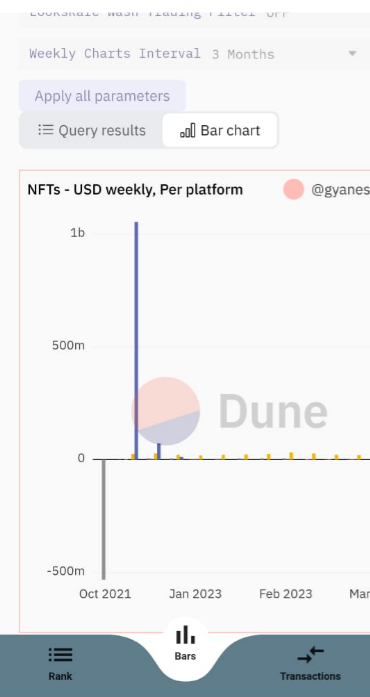 LooksRare Wash Trading Filter OFF
Weekly Charts Interval 3 Months
Apply all parameters
Query results
Bar chart
NFTs - USD weekly, Per platform
@gyanes
1b
500m
Dune
0
-500m
Oct 2021
Jan 2023
Feb 2023
Mar
Rank
Bars
Transactions